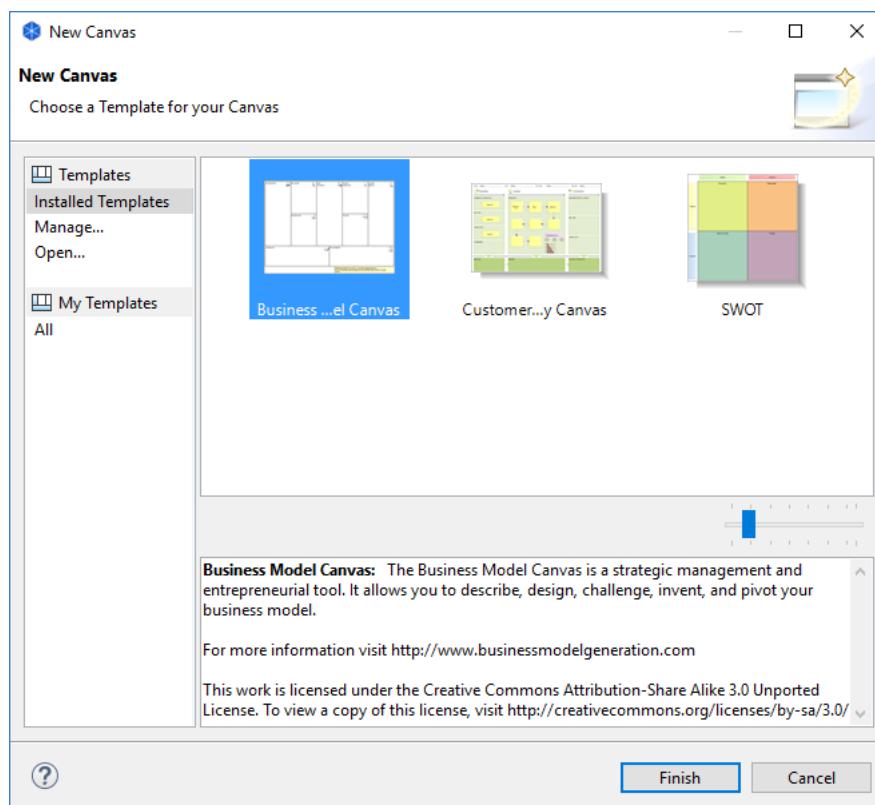 New Canvas
New Canvas
Choose a Template for your Canvas
Templates
Installed Templates
Manage...
Open...
My Templates
All
Business ...el Canvas
Customer...y Canvas
SWOT
Business Model Canvas: The Business Model Canvas is a strategic management and
entrepreneurial tool. It allows you to describe, design, challenge, invent, and pivot your
business model.
For more information visit http://www.businessmodelgeneration.com
This work is licensed under the Creative Commons Attribution-Share Alike 3.0 Unported
License. To view a copy of this license, visit http://creativecommons.org/licenses/by-sa/3.0/
?
Finish
Cancel